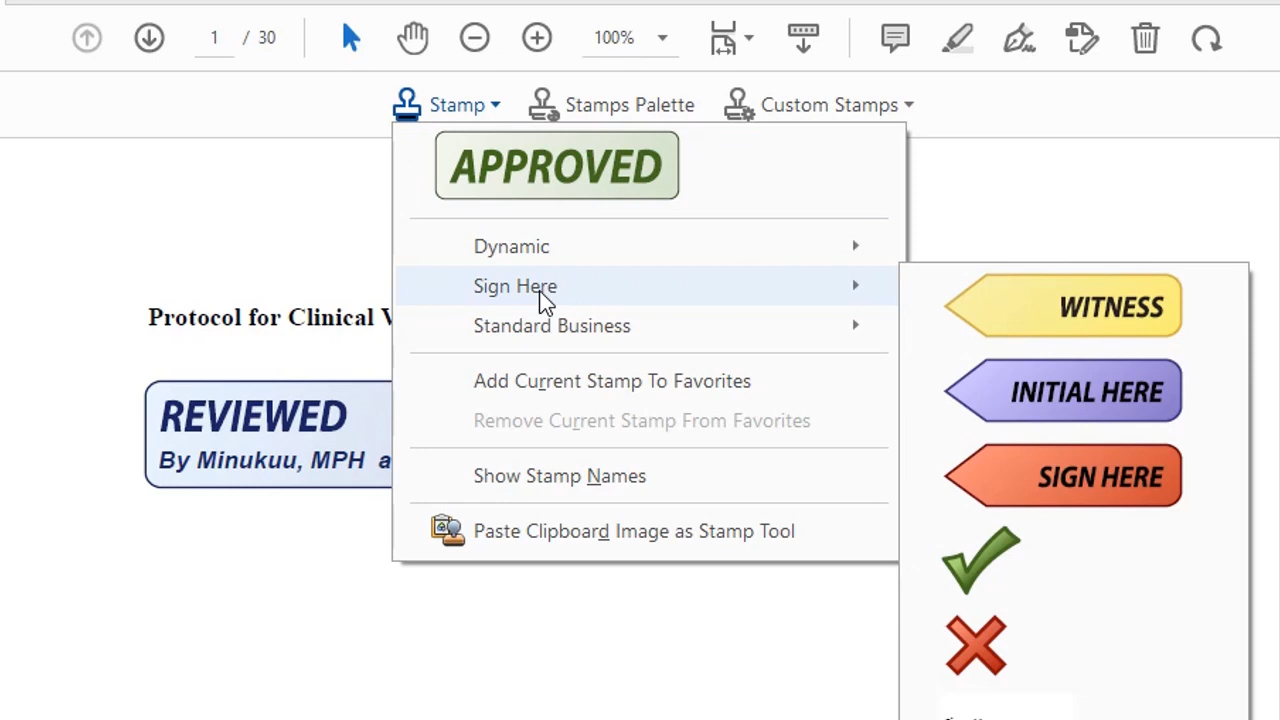 1 / 30
100%
Stamp
Stamps Palette
Custom Stamps
APPROVED
Dynamic
Sign Here
Standard Business
Add Current Stamp To Favorites
Remove Current Stamp From Favorites
Show Stamp Names
Paste Clipboard Image as Stamp Tool
WITNESS
INITIAL HERE
SIGN HERE
Protocol for Clinical
REVIEWED
By Minukuu, MPH